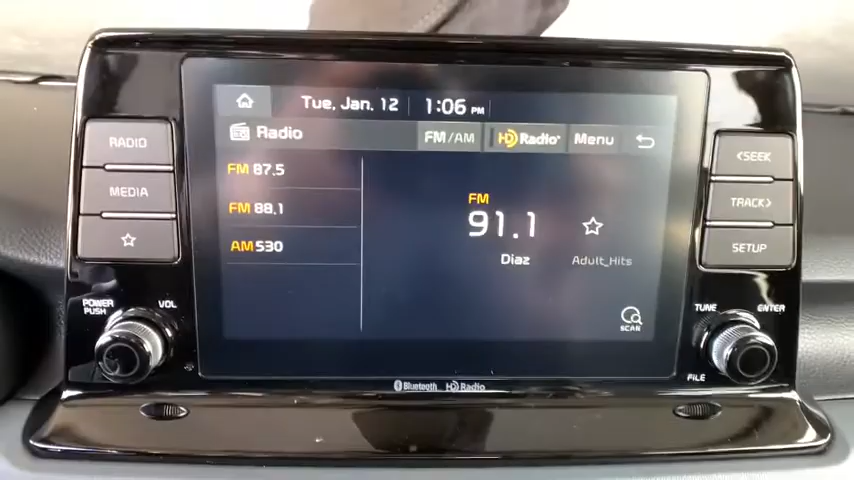 Tue, Jan. 12 1:06 PM
Radio FM/AM HD Radio Menu
FM 87.5
FM 88.1
AM 530
FM
91.1
Diaz Adult_Hits
SCAN
RADIO
MEDIA
POWER PUSH VOL
<SEEK
TRACK>
SETUP
TUNE ENTER
FILE
Bluetooth HD Radio